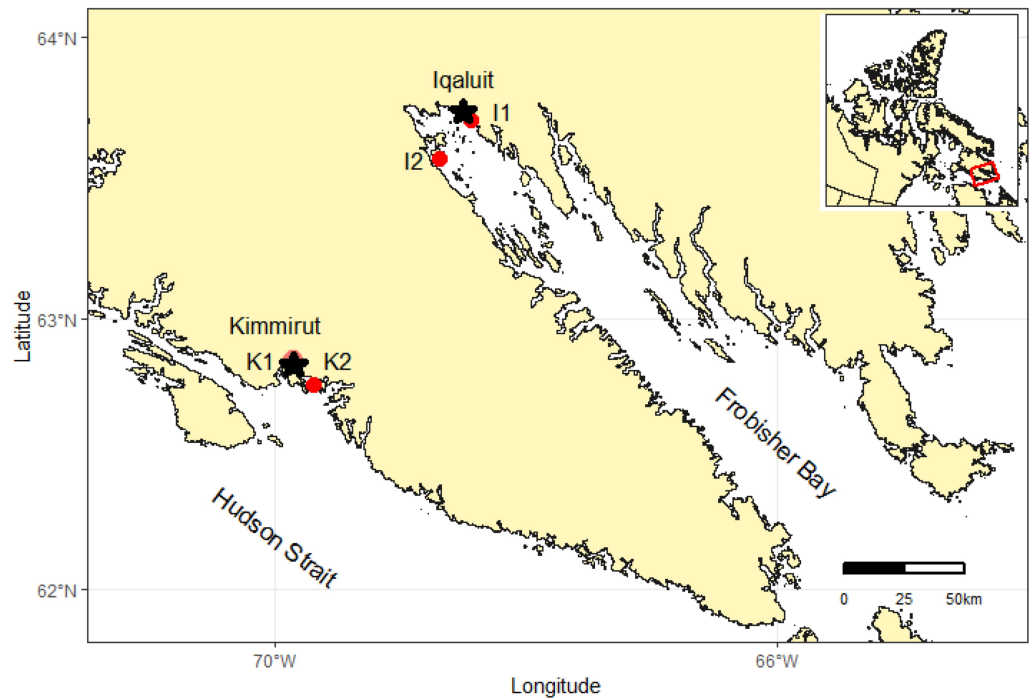 64°N
Iqaluit
I1
I2
63°N
Kimmirut
K1
K2
Latitude
Frobisher Bay
Hudson Strait
62°N
0 25 50km
70°W
66°W
Longitude